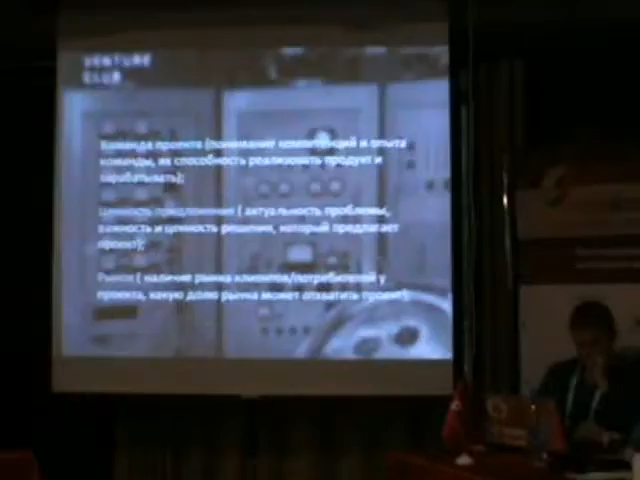 VENTURE
CLUB
Команда проекта (понимание компетенций и опыта
команды, их способность реализовать продукт и
зарабатывать);
Ценность предложения ( актуальность проблемы,
важность и ценность решения, который предлагает
проект);
Рынок ( наличие рынка клиентов/потребителей у
проекта, какую долю рынка может охватить проект);